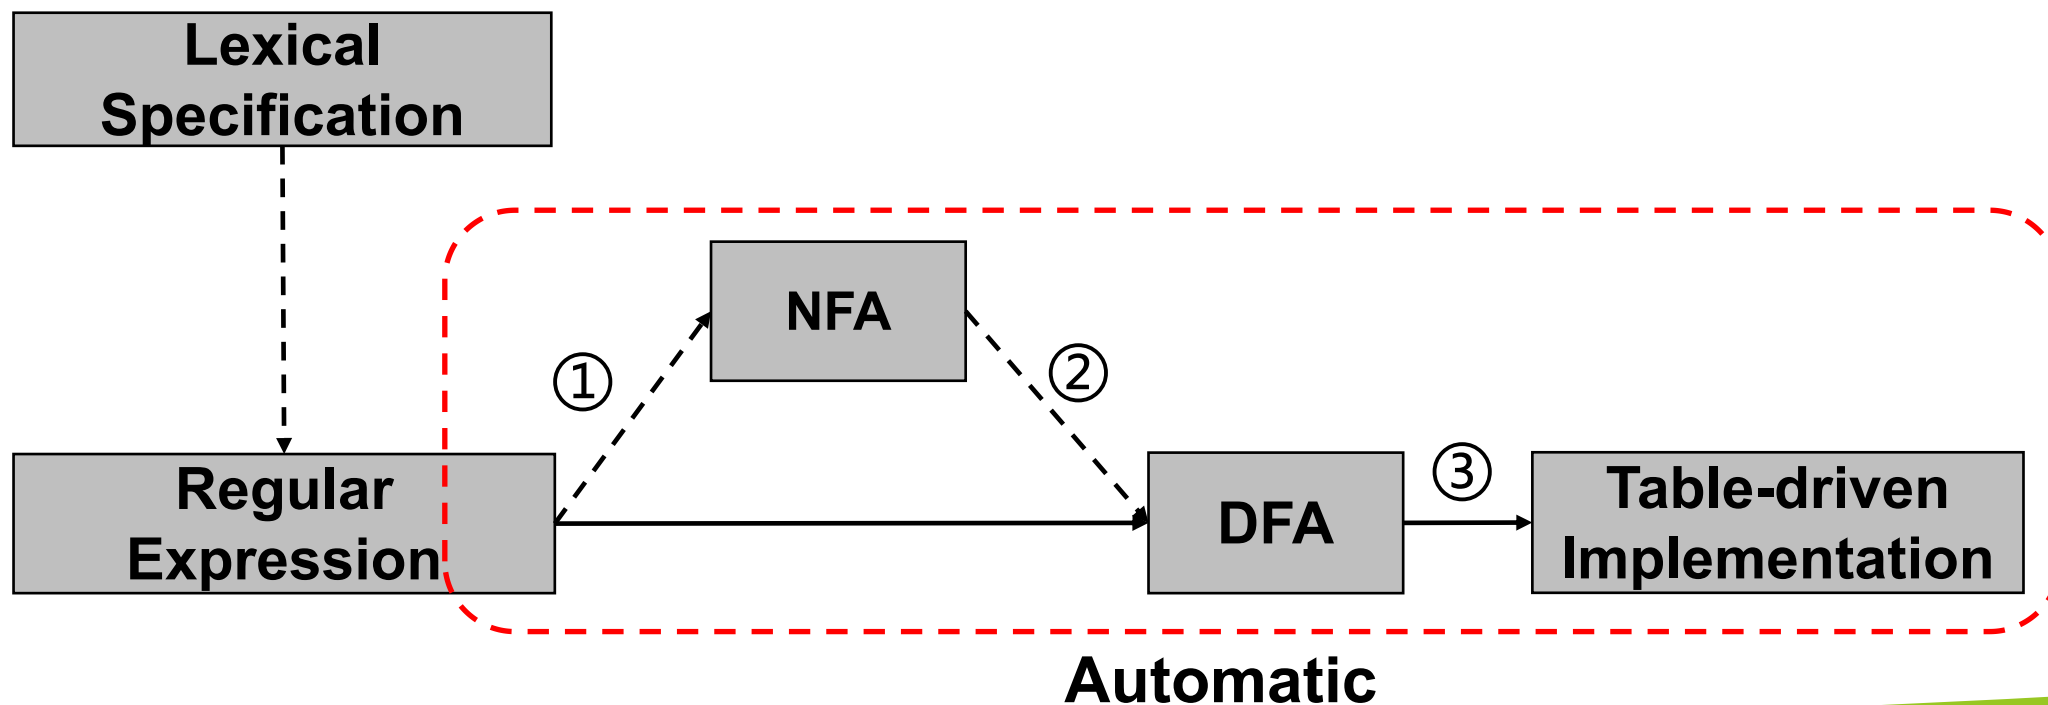 Lexical
Specification
NFA
①
②
③
Regular
Expression
DFA
Table-driven
Implementation
Automatic